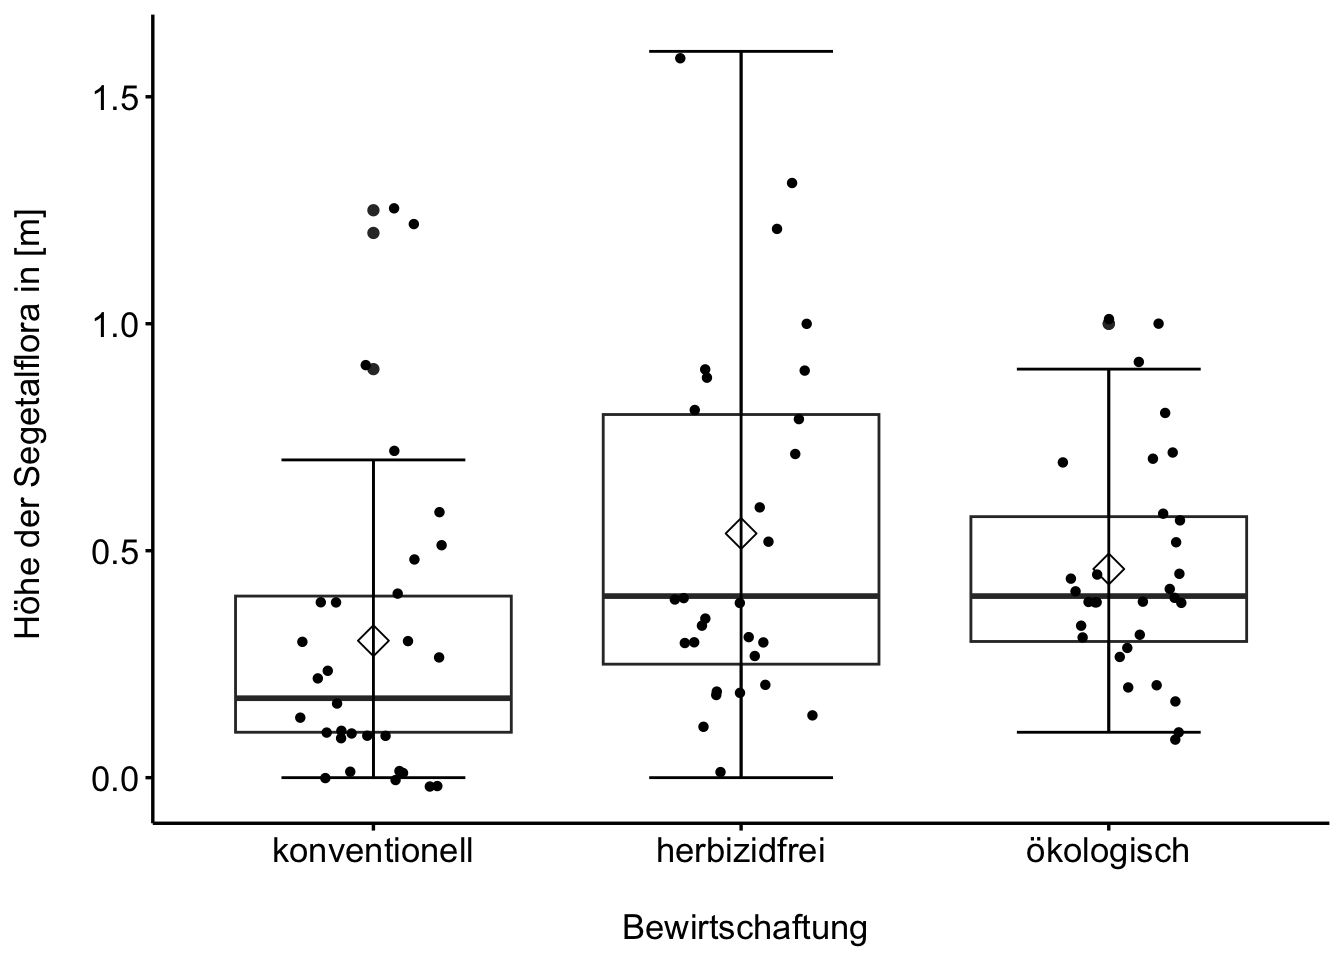 Höhe der Segetalflora in [m]
1.5
1.0
0.5
0.0
konventionell
herbizidfrei
ökologisch
Bewirtschaftung